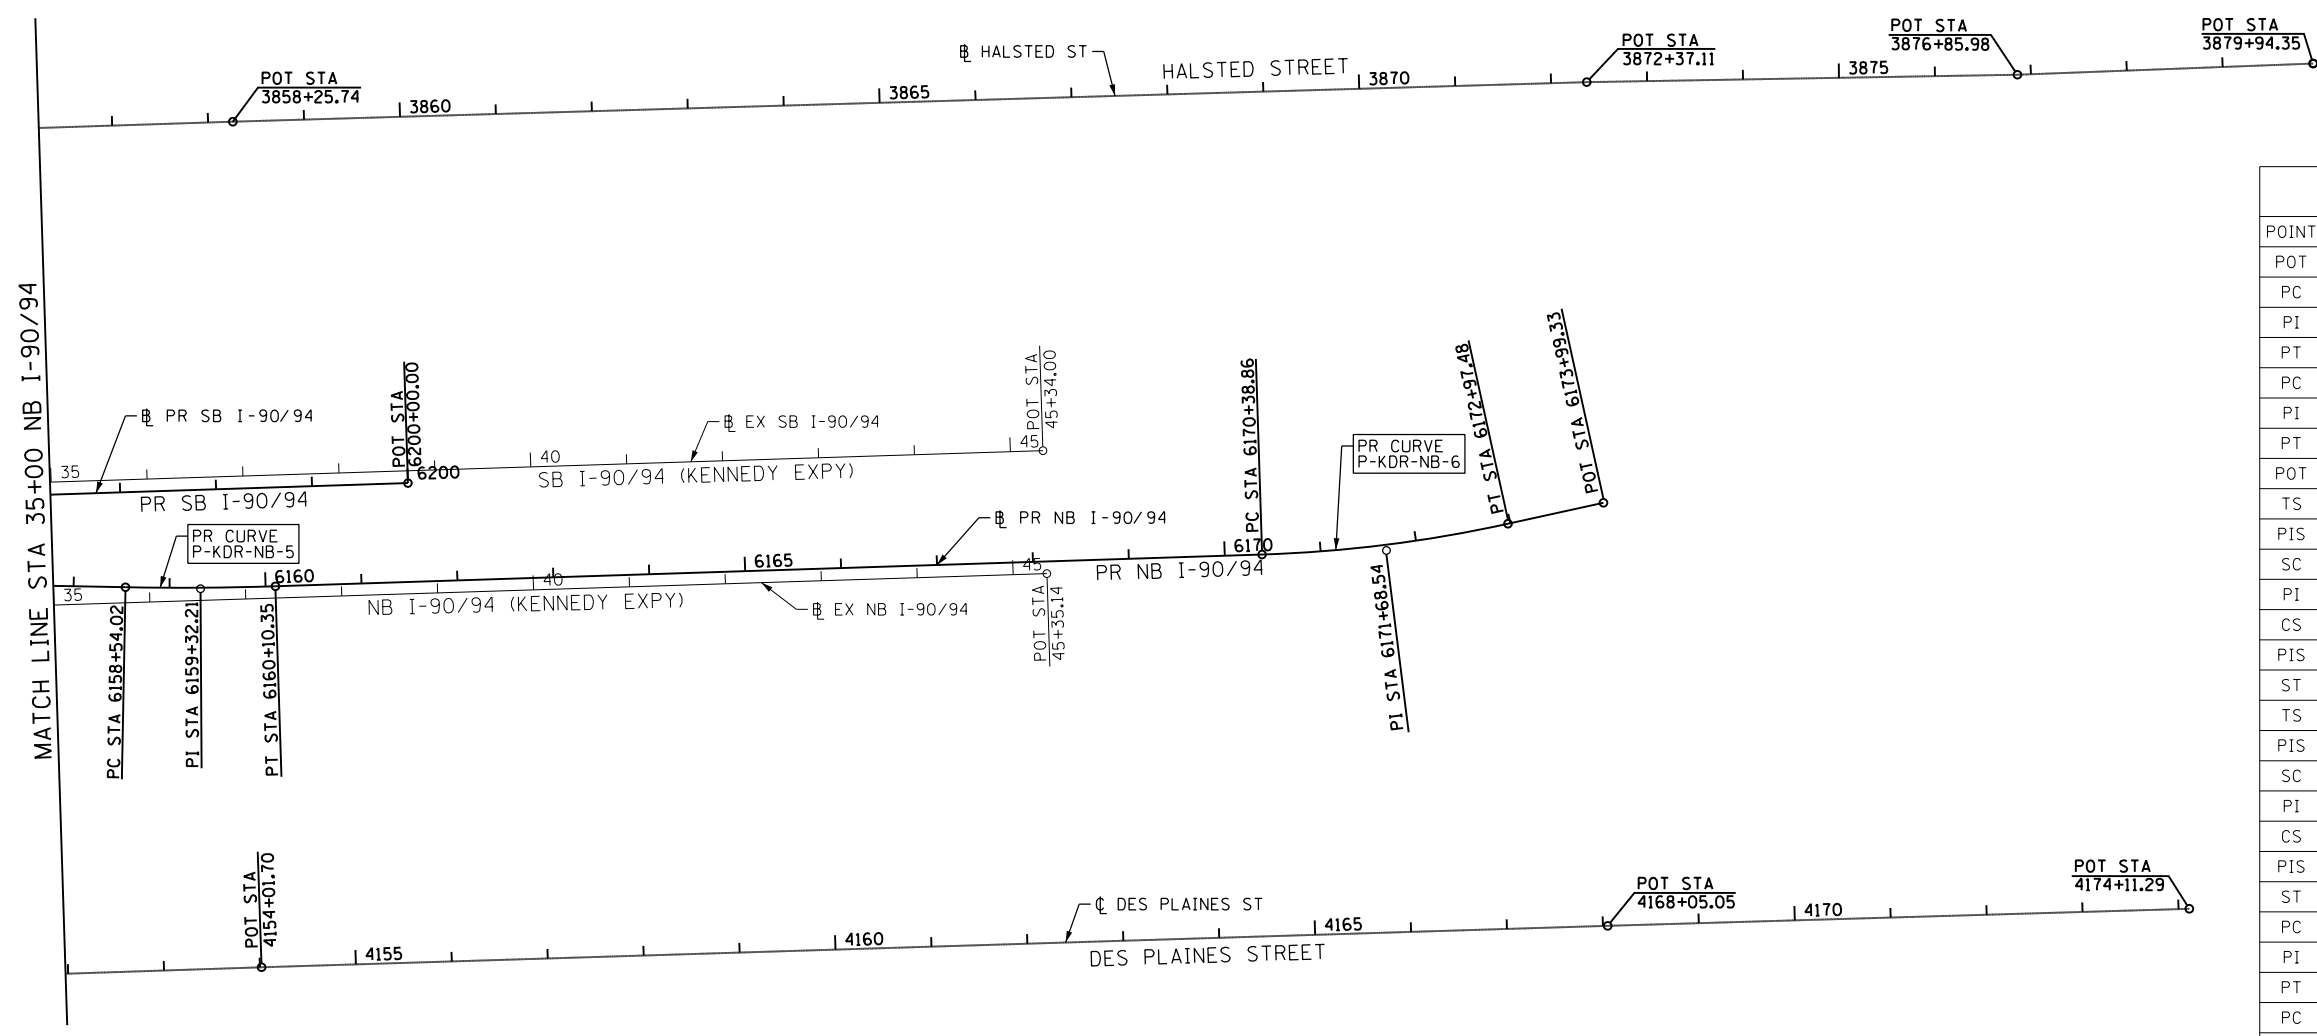 POT STA
3858+25.74
3860
3865
℄ HALSTED ST
HALSTED STREET
3870
POT STA
3872+37.11
3875
POT STA
3876+85.98
POT STA
3879+94.35
MATCH LINE STA 35+00 NB I-90/94
℄ PR SB I-90/94
35
PR SB I-90/94
POT STA
6200+00.00
6200
40
℄ EX SB I-90/94
SB I-90/94 (KENNEDY EXPY)
45
POT STA
45+34.00
PR CURVE
P-KDR-NB-5
35
6160
PC STA 6158+54.02
PI STA 6159+32.21
PT STA 6160+10.35
NB I-90/94 (KENNEDY EXPY)
40
6165
℄ EX NB I-90/94
℄ PR NB I-90/94
45
POT STA
45+35.14
PR NB I-90/94
6170
PC STA 6170+38.86
PR CURVE
P-KDR-NB-6
PI STA 6171+68.54
PT STA 6172+97.48
POT STA 6173+99.33
POT STA
4154+01.70
4155
4160
℄ DES PLAINES ST
DES PLAINES STREET
4165
POT STA
4168+05.05
4170
POT STA
4174+11.29
POINT
POT
PC
PI
PT
PC
PI
PT
POT
TS
PIS
SC
PI
CS
PIS
ST
TS
PIS
SC
PI
CS
PIS
ST
PC
PI
PT
PC